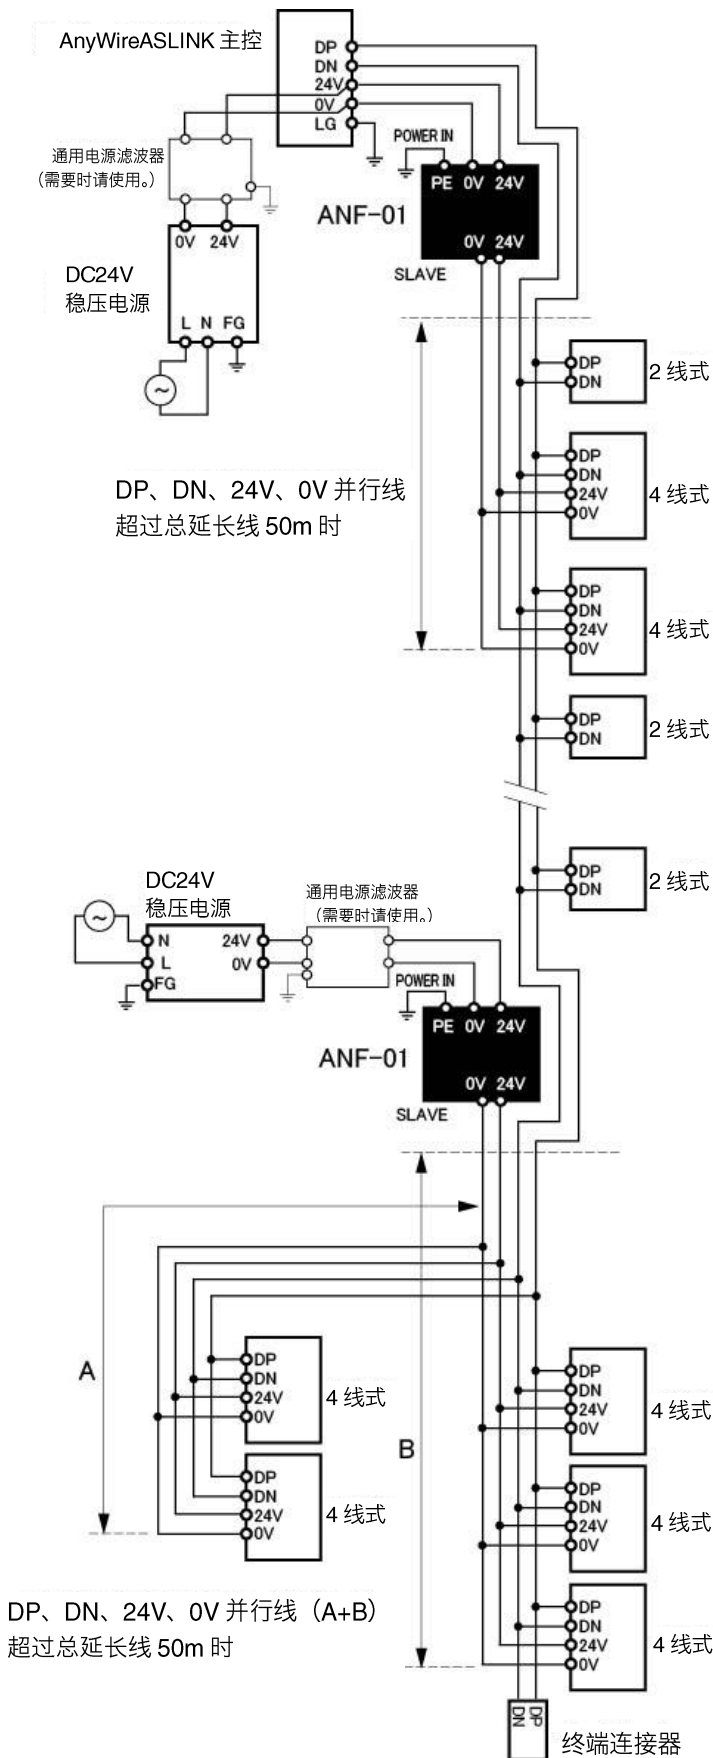 AnyWireASLINK 主控
DP
DN
24V
0V
LG
POWER IN
PE 0V 24V
ANF-01
0V 24V
SLAVE
通用电源滤波器
(需要时请使用。)
0V 24V
DC24V
稳压电源
L N FG
~
DP
DN
2 线式
DP、DN、24V、0V 并行线
超过总延长线 50m 时
DP
DN
24V
0V
4 线式
DP
DN
24V
0V
4 线式
DP
DN
2 线式
DP
DN
2 线式
DC24V
稳压电源
~
N 24V
L 0V
FG
通用电源滤波器
(需要时请使用。)
POWER IN
PE 0V 24V
ANF-01
0V 24V
SLAVE
A
B
DP
DN
24V
0V
4 线式
DP
DN
24V
0V
4 线式
DP
DN
24V
0V
4 线式
DP
DN
24V
0V
4 线式
DP
DN
24V
0V
4 线式
DP、DN、24V、0V 并行线（A+B）
超过总延长线 50m 时
DN DP
终端连接器